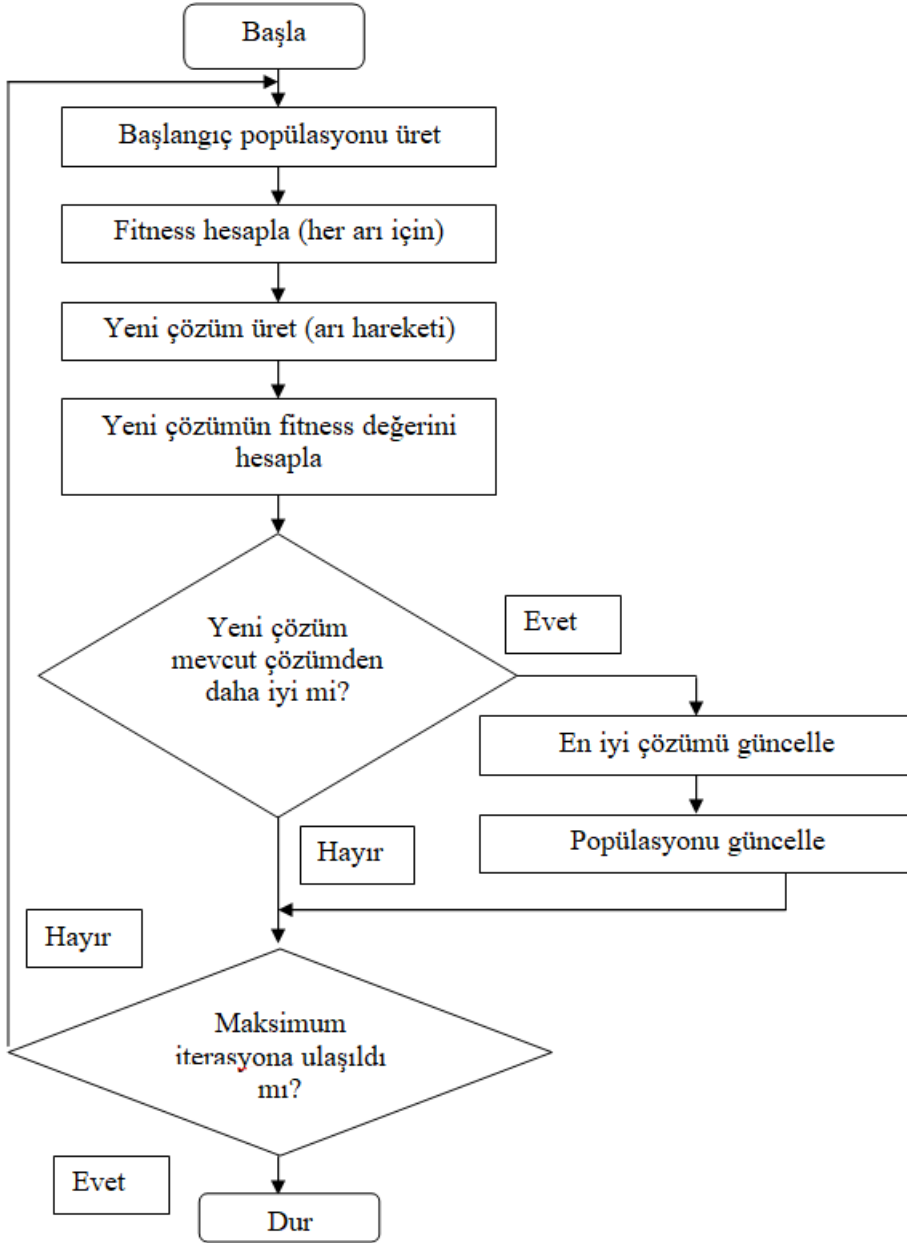 Başla
Başlangıç popülasyonu üret
Fitness hesapla (her arı için)
Yeni çözüm üret (arı hareketi)
Yeni çözümün fitness değerini
hesapla
Yeni çözüm
mevcut çözümden
daha iyi mi?
Evet
En iyi çözümü güncelle
Popülasyonu güncelle
Hayır
Hayır
Maksimum
iterasyona ulaşıldı
mı?
Evet
Dur